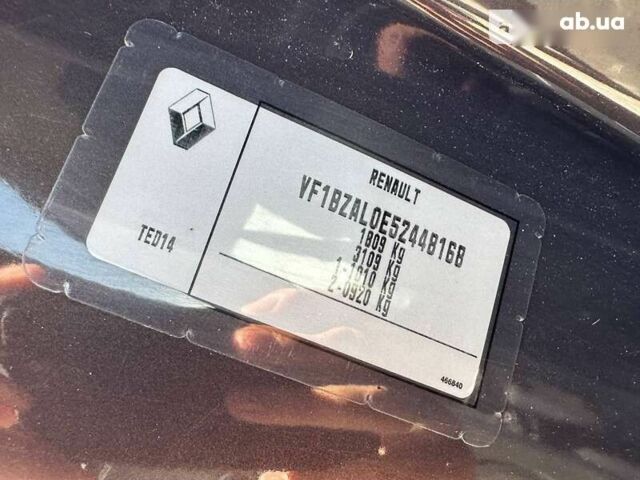 ab.ua
RENAULT
VF1BZAL0E52448168
1809 Kg
3109 Kg
1-1010 Kg
2-0920 Kg
TED14
466840